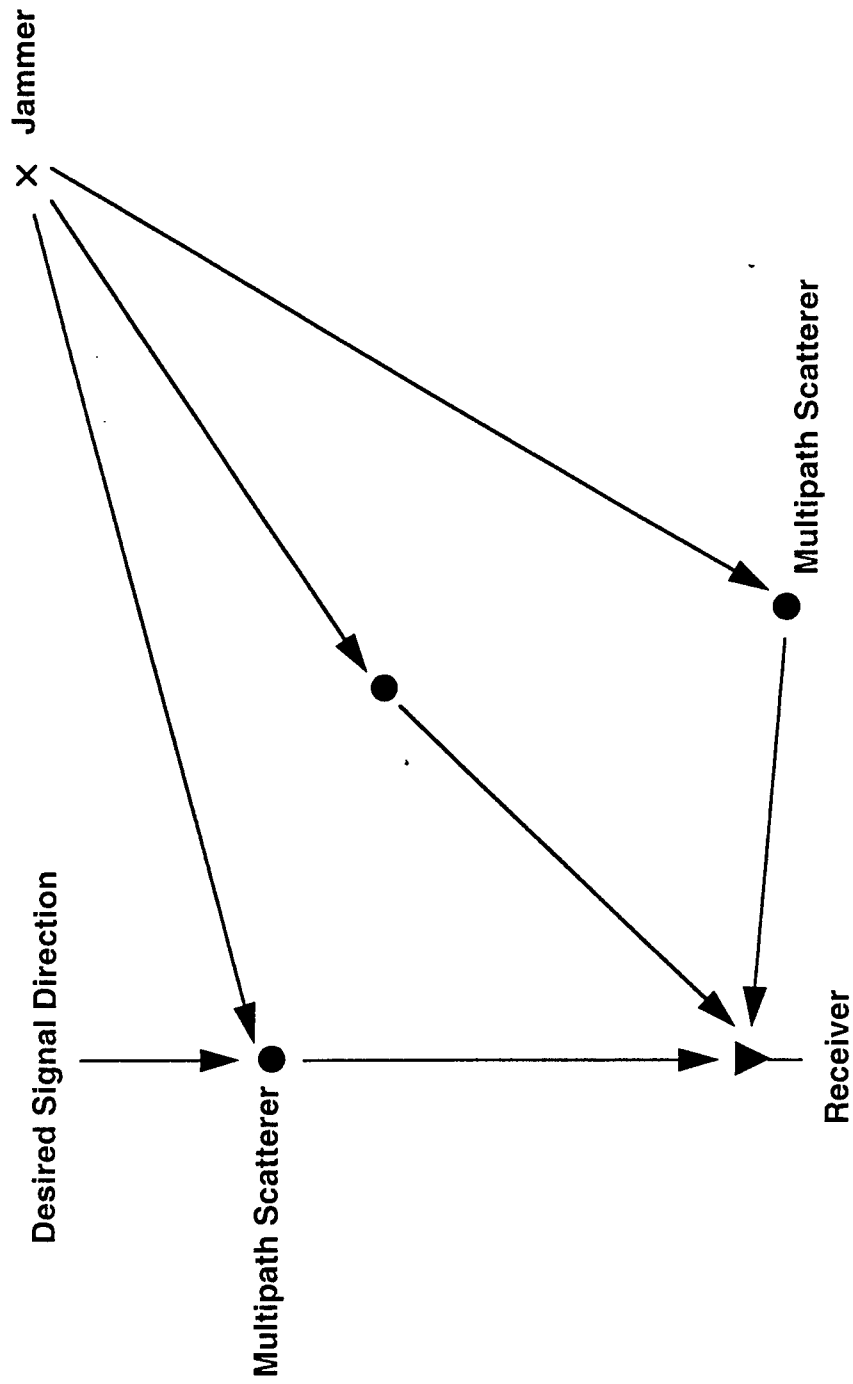 Desired Signal Direction
Jammer
Multipath Scatterer
Multipath Scatterer
Receiver